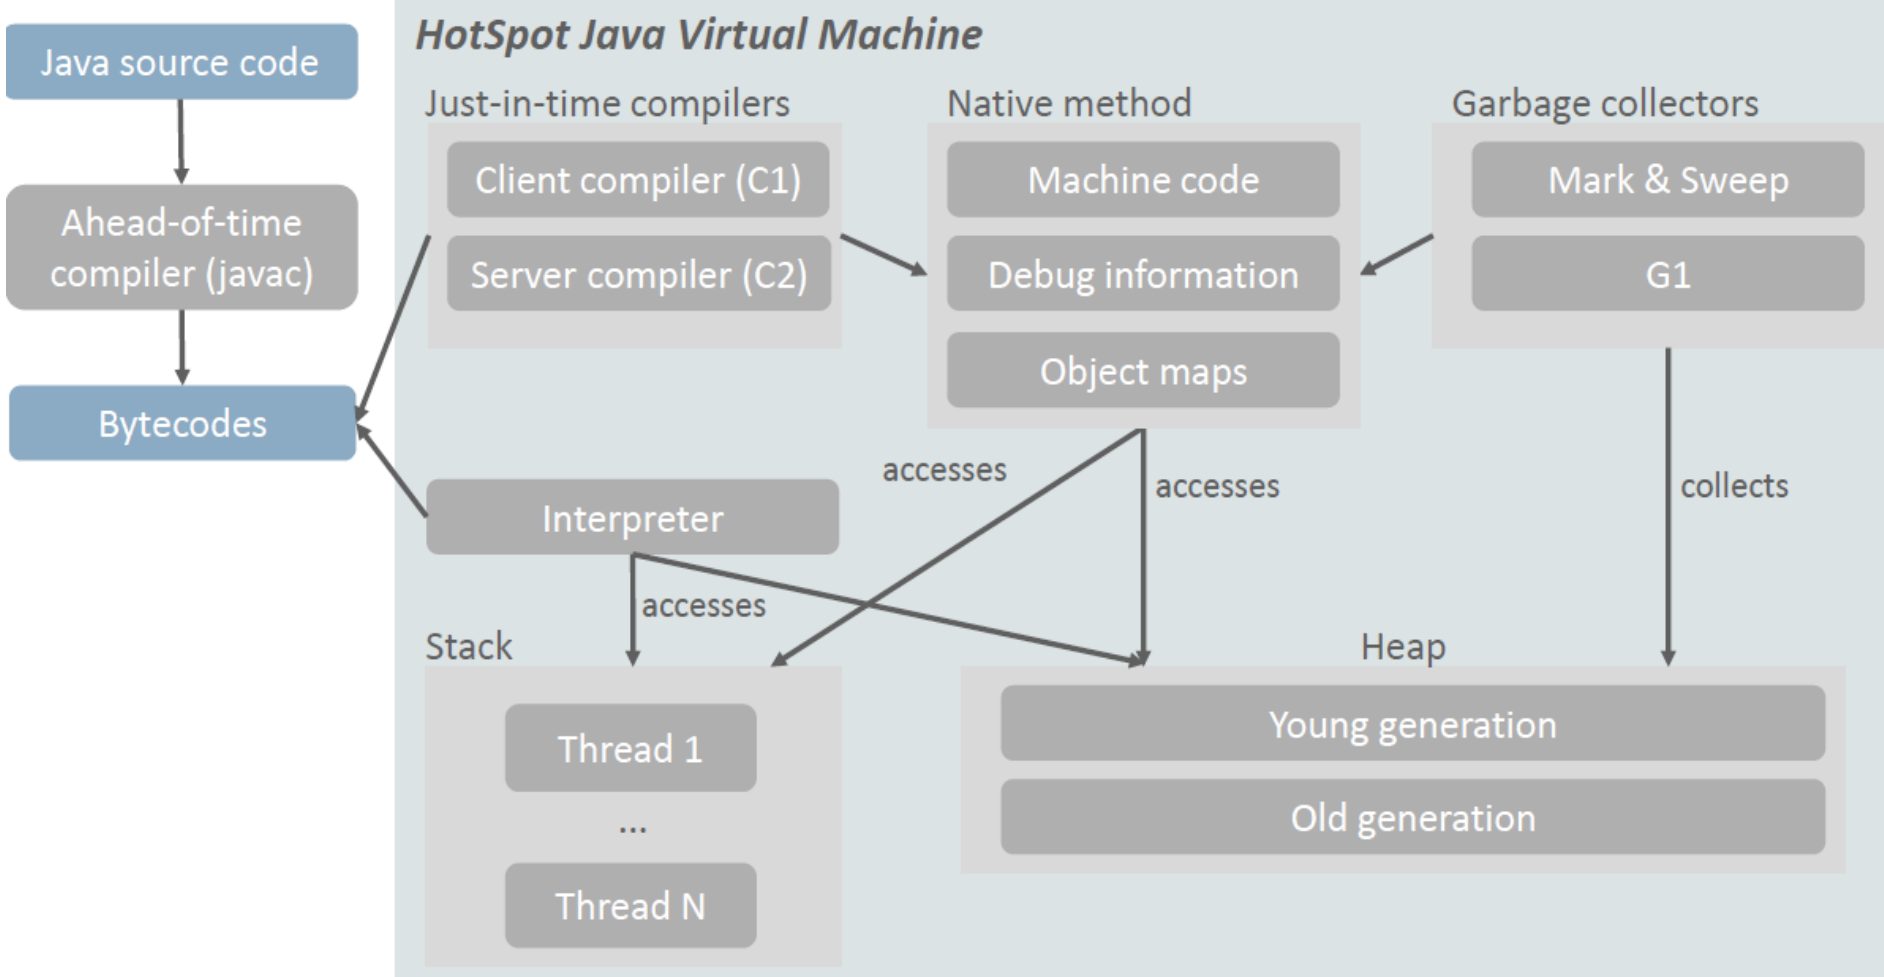 HotSpot Java Virtual Machine
Java source code
Ahead-of-time
compiler (javac)
Bytecodes
Just-in-time compilers
Client compiler (C1)
Server compiler (C2)
Native method
Machine code
Debug information
Object maps
Garbage collectors
Mark & Sweep
G1
Interpreter
accesses
accesses
collects
accesses
Stack
Thread 1
...
Thread N
Heap
Young generation
Old generation